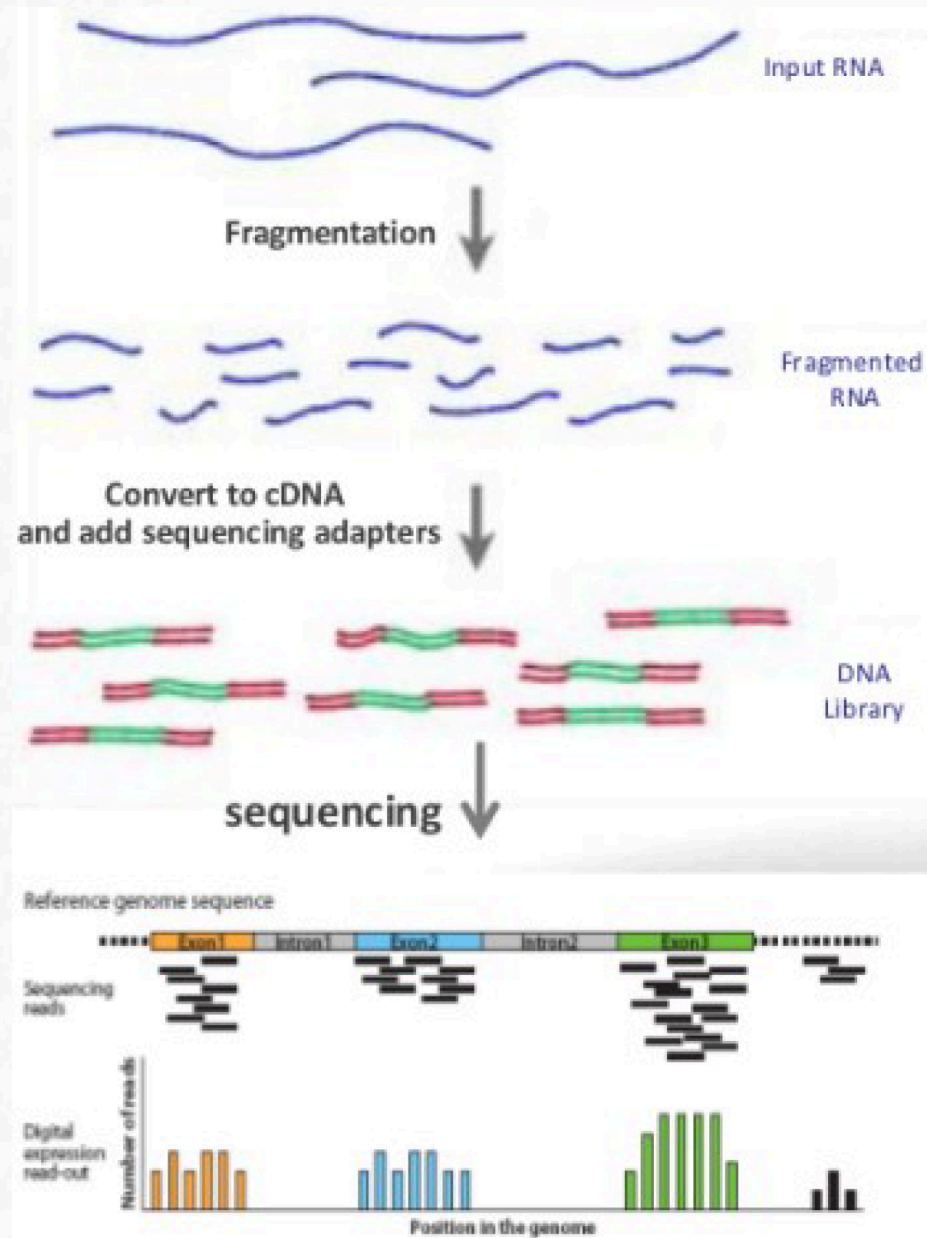 Input RNA
Fragmentation
Fragmented
RNA
Convert to cDNA
and add sequencing adapters
DNA
Library
sequencing
Reference genome sequence
Exon1
Intron1
Exon2
Intron2
Exon3
Sequencing
reads
Number of reads
Digital
expression
read-out
Position in the genome